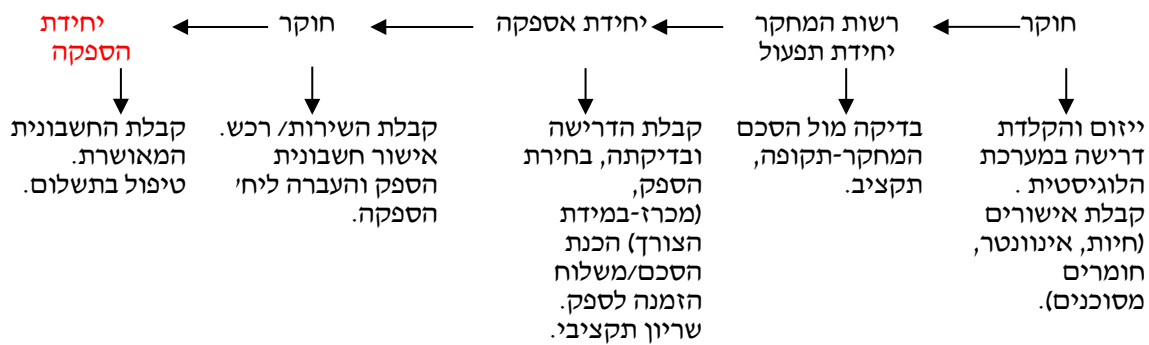 חוקר
רשות המחקר
יחידת תפעול
יחידת אספקה
חוקר
יחידת
הספקה
ייזום והקלדת
דרישה במערכת
הלוגיסטית .
קבלת אישורים
(חיות, אינוונטר,
חומרים
מסוכנים).
בדיקה מול הסכם
המחקר-תקופה,
תקציב.
קבלת הדרישה
ובדיקתה, בחירת
הספק,
(מכרז-במידת
הצורך) הכנת
הסכם/משלוח
הזמנה לספק.
שריון תקציבי.
קבלת השירות/ רכש.
אישור חשבונית
הספק והעברה ליח'
הספקה.
קבלת החשבונית
המאושרת.
טיפול בתשלום.